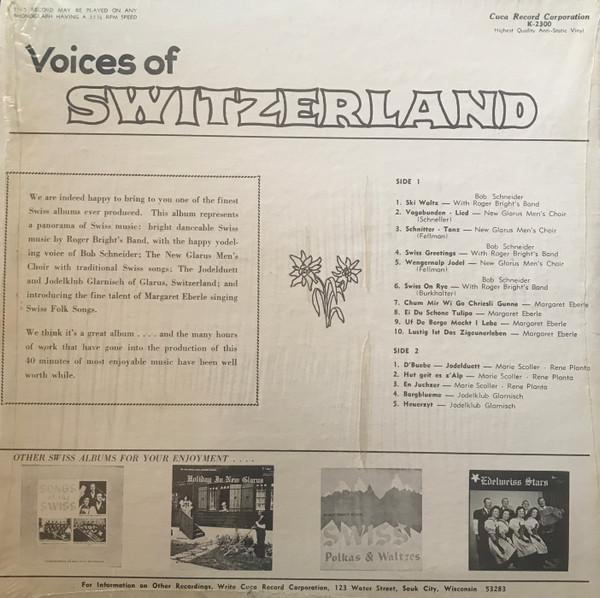 THIS RECORD MAY BE PLAYED ON ANY
PHONOGRAPH HAVING A 33⅓ RPM SPEED
Cuca Record Corporation
K-2300
Highest Quality Anti-Static Vinyl
Voices of
SWITZERLAND
We are indeed happy to bring to you one of the finest
Swiss albums ever produced. This album represents
a panorama of Swiss music: bright danceable Swiss
music by Roger Bright's Band, with the happy yodel-
ing voice of Bob Schneider; The New Glarus Men's
Choir with traditional Swiss songs; The Jodelduett
and Jodelklub Glarnisch of Glarus, Switzerland; and
introducing the fine talent of Margaret Eberle singing
Swiss Folk Songs.
We think it's a great album . . . . and the many hours
of work that have gone into the production of this
40 minutes of most enjoyable music have been well
worth while.
SIDE 1
Bob Schneider
1. Ski Waltz — With Roger Bright's Band
2. Vagabunden - Lied — New Glarus Men's Choir
(Schneller)
3. Schnitter - Tanz — New Glarus Men's Choir
(Fellman)
Bob Schneider
4. Swiss Greetings — With Roger Bright's Band
5. Wengernalp Jodel — New Glarus Men's Choir
(Fellman)
Bob Schneider
6. Swiss On Rye — With Roger Bright's Band
(Burkhalter)
7. Chum Mir Wi Go Chriesli Gunne — Margaret Eberle
8. Ei Du Schone Tulipa — Margaret Eberle
9. Uf De Berge Mocht I Lebe — Margaret Eberle
10. Lustig Ist Das Zigeunerleben — Margaret Eberle
SIDE 2
1. D'Buebe — Jodelduett — Marie Scoller - Rene Planta
2. Hut geit es z'Alp — Marie Scoller - Rene Planta
3. En Juchzer — Marie Scoller - Rene Planta
4. Bargblueme — Jodelklub Glarnisch
5. Heuerzyt — Jodelklub Glarnisch
OTHER SWISS ALBUMS FOR YOUR ENJOYMENT . . . .
SONGS
of the
SWISS
Holiday In New Glarus
SWISS
Polkas & Waltzes
Edelweiss Stars
For Information on Other Recordings, Write Cuca Record Corporation, 123 Water Street, Sauk City, Wisconsin 53283